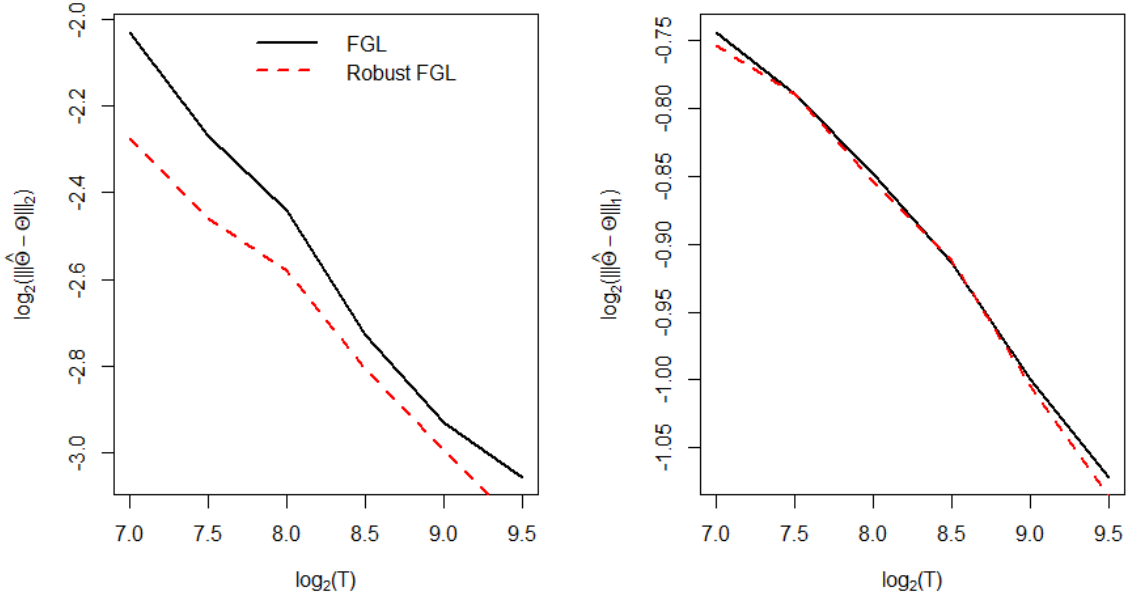 FGL
Robust FGL
log₂(|||Θ̂ − Θ|||₂)
-2.0
-2.2
-2.4
-2.6
-2.8
-3.0
7.0 7.5 8.0 8.5 9.0 9.5
log₂(T)
log₂(|||Θ̂ − Θ|||₁)
-0.75
-0.80
-0.85
-0.90
-0.95
-1.00
-1.05
7.0 7.5 8.0 8.5 9.0 9.5
log₂(T)